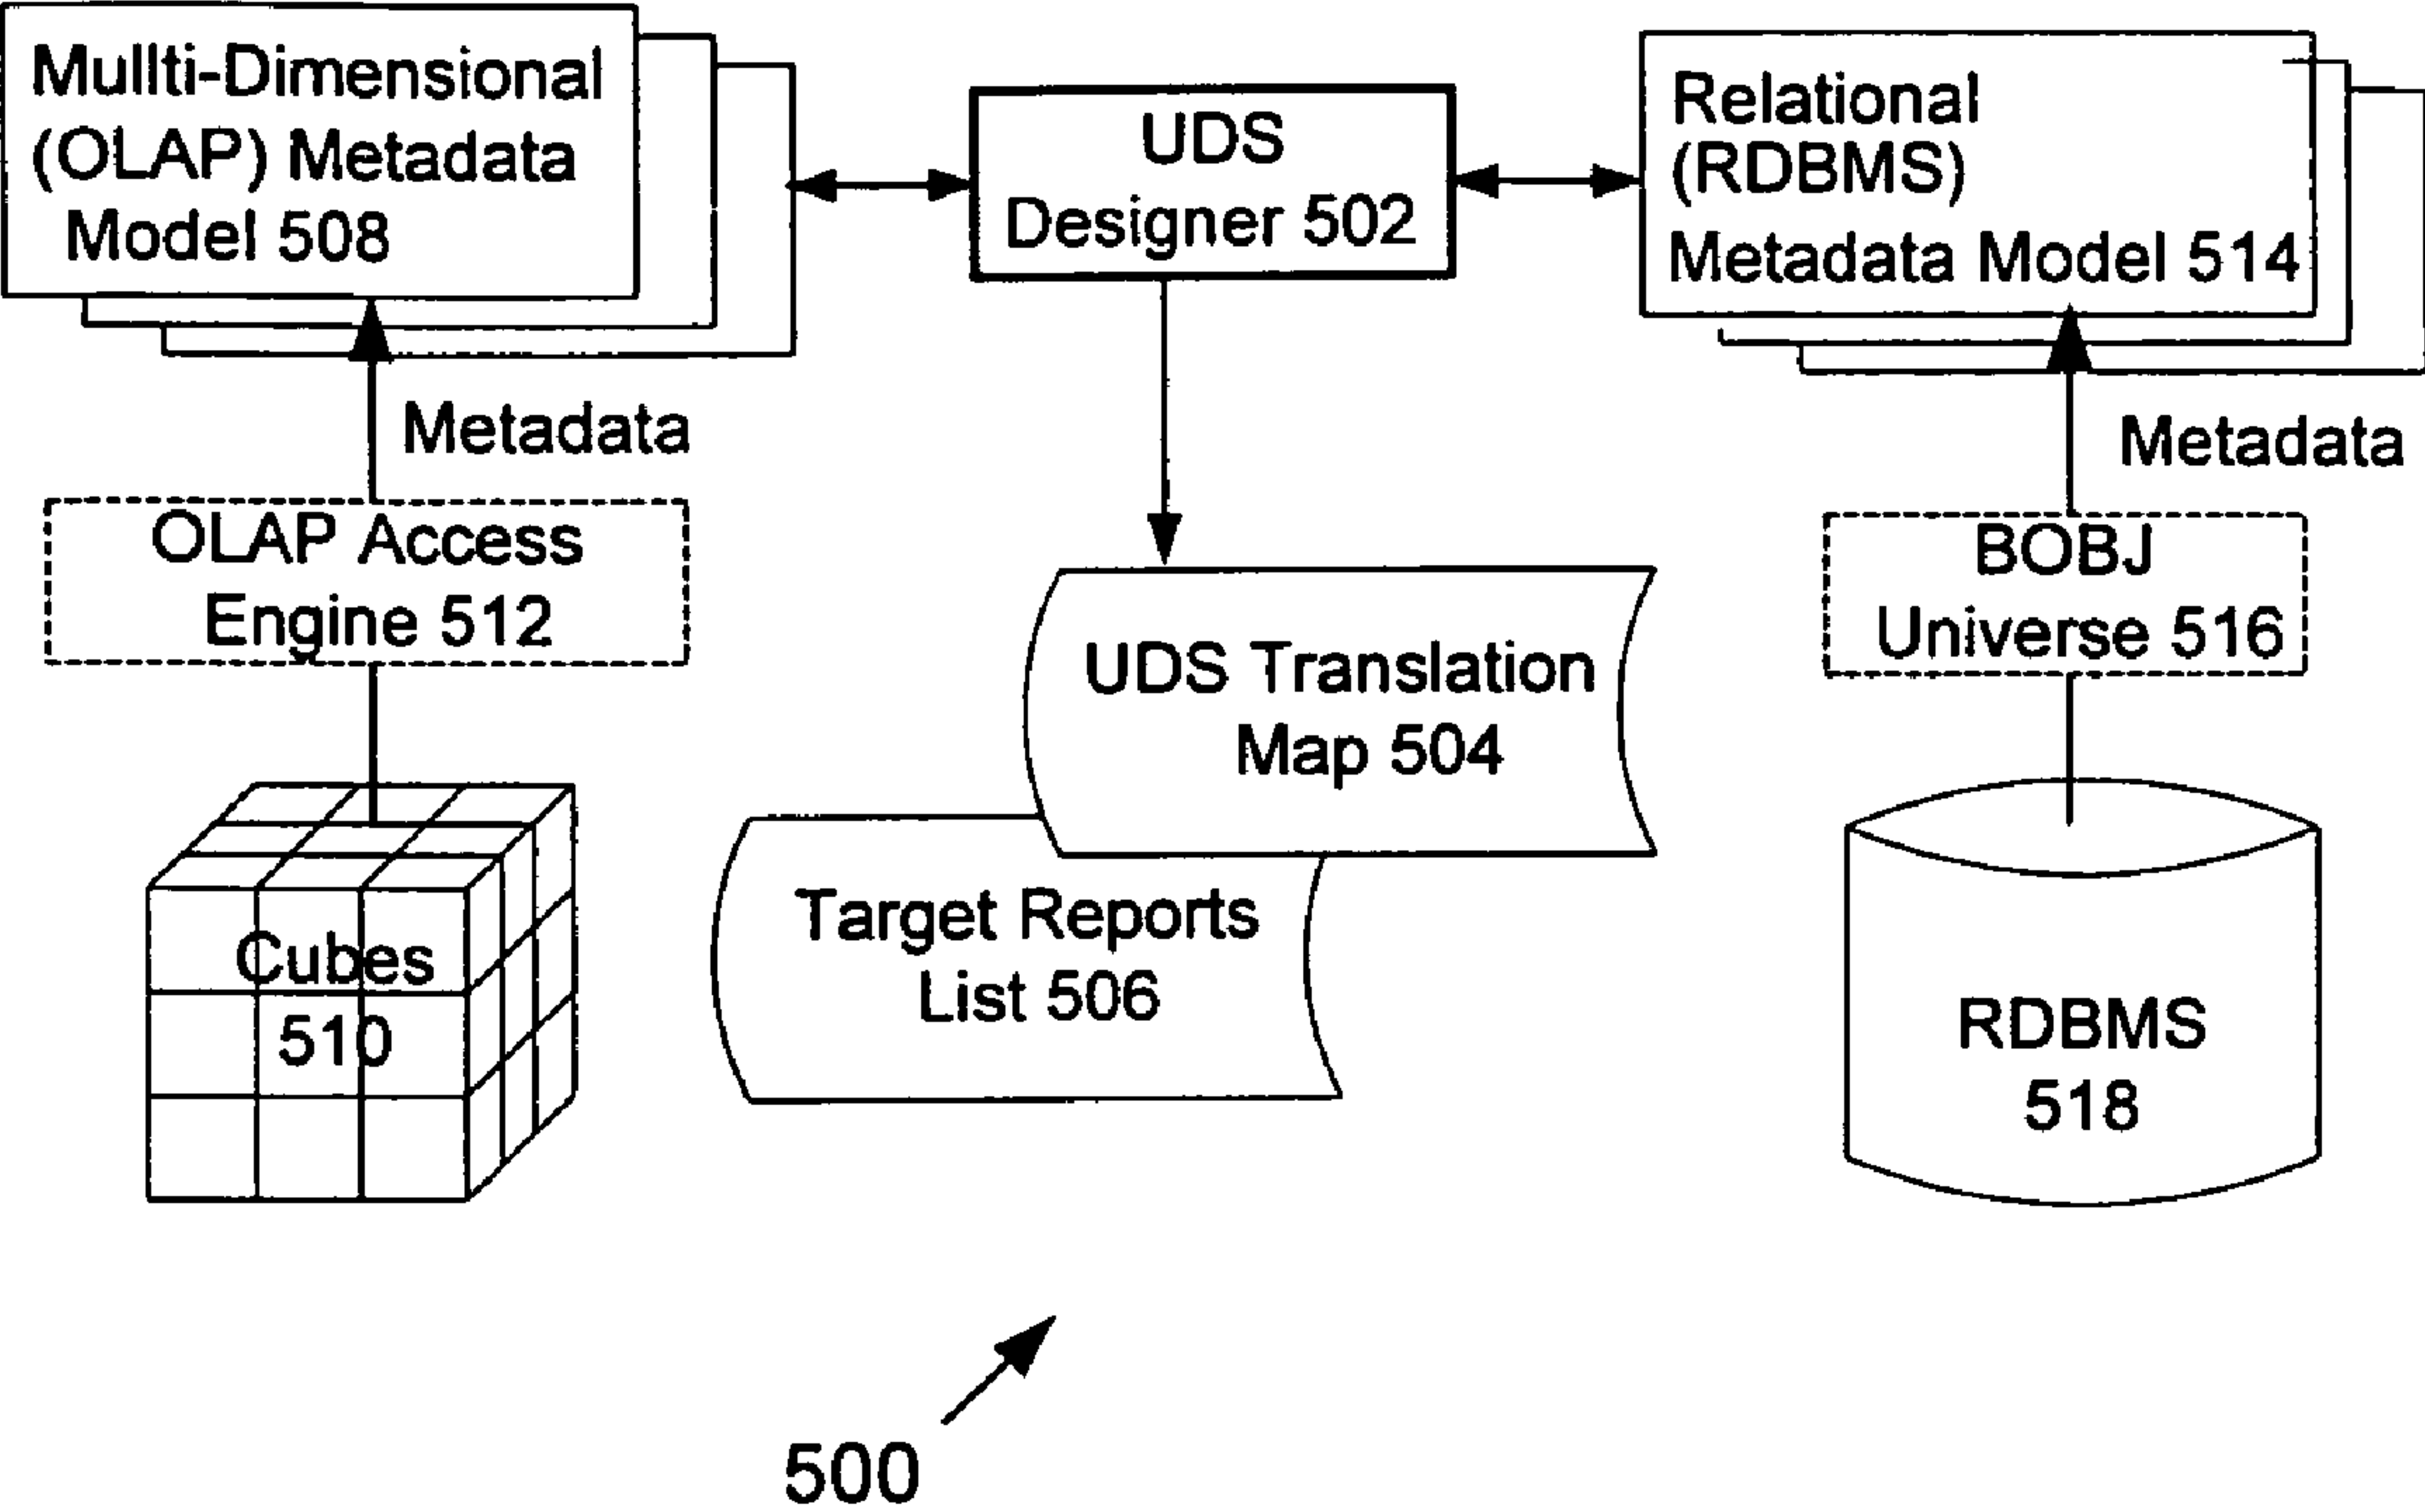 Mullti-Dimensional
(OLAP) Metadata
Model 508
UDS
Designer 502
Relational
(RDBMS)
Metadata Model 514
Metadata
Metadata
OLAP Access
Engine 512
BOBJ
Universe 516
UDS Translation
Map 504
Target Reports
List 506
Cubes
510
RDBMS
518
500